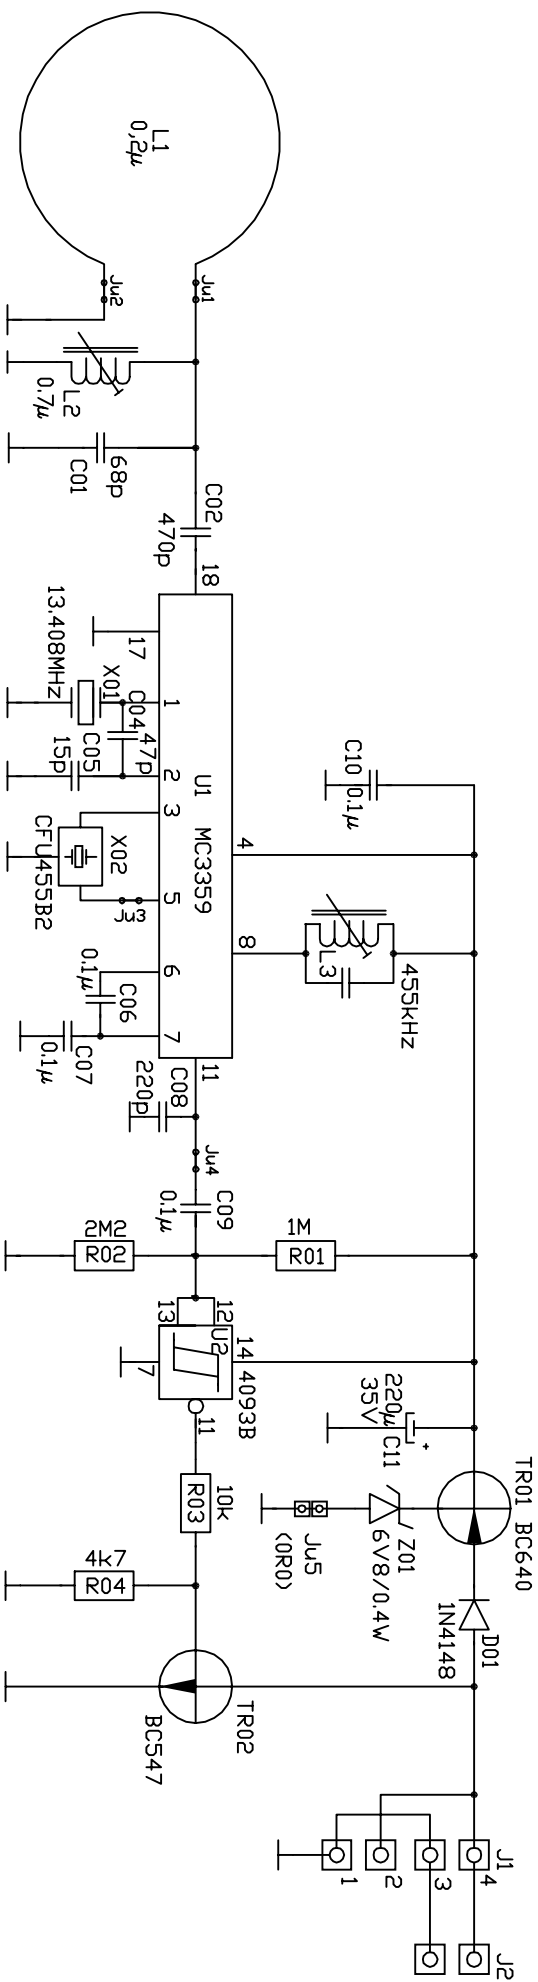 L1
0,2µ
Ju1
Ju2
L2
0.7µ
68p
C01
C02
470p
18
17
13.408MHz
X01
1
C04
47p
C05
15p
2
U1
MC3359
3
X02
CFU455B2
5
Ju3
6
C06
0.1µ
7
C07
0.1µ
C10
0.1µ
4
8
L3
455kHz
11
C08
220p
Ju4
C09
0.1µ
2M2
R02
1M
R01
13
12
U2
14
4093B
7
11
220µ
35V
C11
+
TR01 BC640
Z01
6V8/0.4W
Ju5
(0R0)
10k
R03
4k7
R04
D01
1N4148
TR02
BC547
J1
4
3
2
1
J2